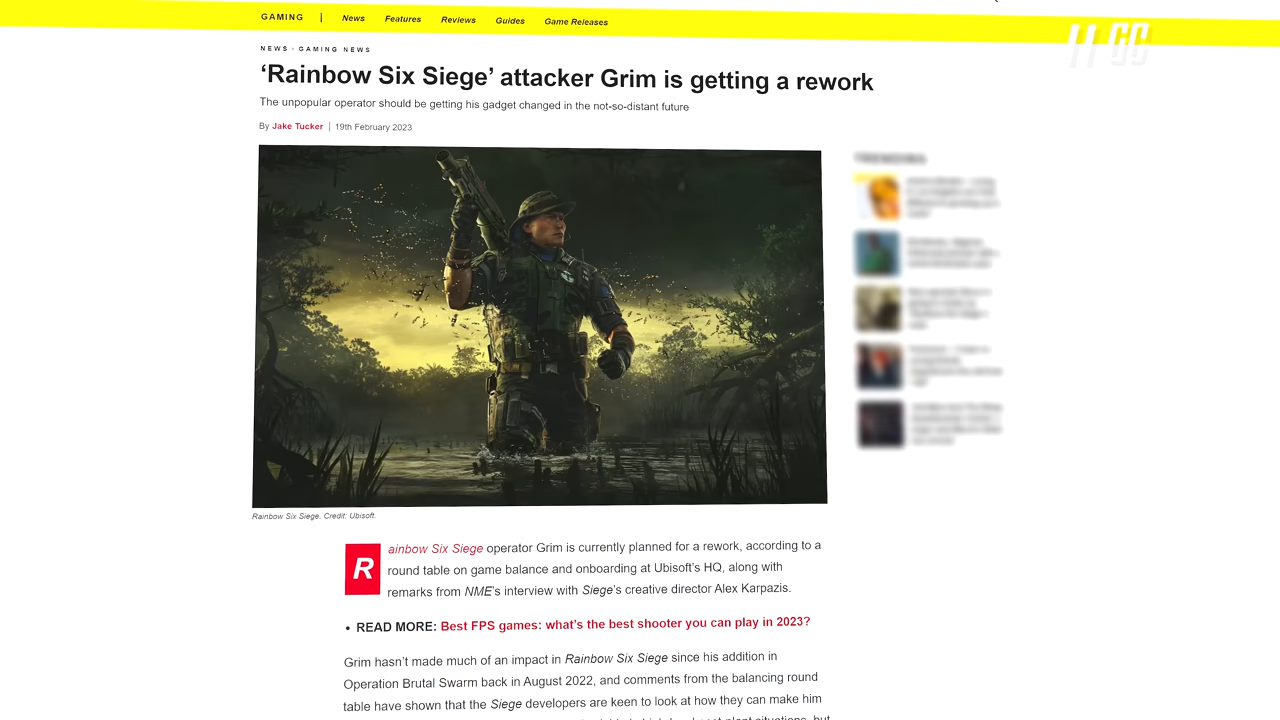 GAMING | News Features Reviews Guides Game Releases
GC
NEWS · GAMING NEWS
‘Rainbow Six Siege’ attacker Grim is getting a rework
The unpopular operator should be getting his gadget changed in the not-so-distant future
By Jake Tucker | 19th February 2023
TRENDING
Rainbow Six Siege. Credit: Ubisoft.
Rainbow Six Siege operator Grim is currently planned for a rework, according to a
round table on game balance and onboarding at Ubisoft’s HQ, along with
remarks from NME’s interview with Siege’s creative director Alex Karpazis.
• READ MORE: Best FPS games: what’s the best shooter you can play in 2023?
Grim hasn’t made much of an impact in Rainbow Six Siege since his addition in
Operation Brutal Swarm back in August 2022, and comments from the balancing round
table have shown that the Siege developers are keen to look at how they can make him